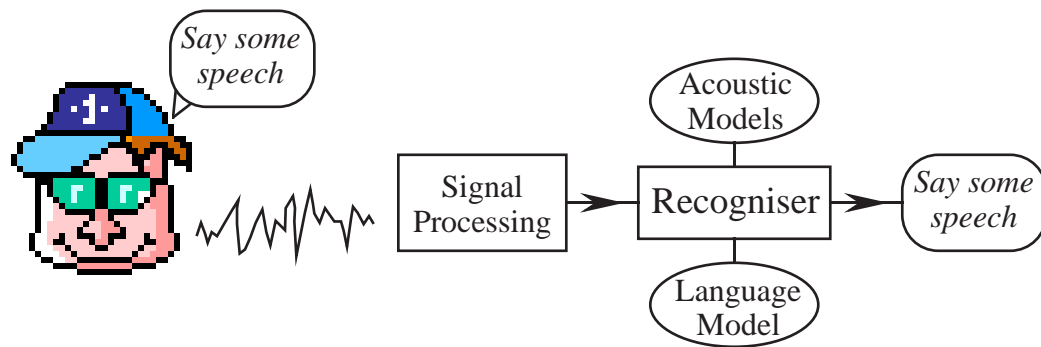 Say some
speech
Acoustic
Models
Signal
Processing
Recogniser
Say some
speech
Language
Model